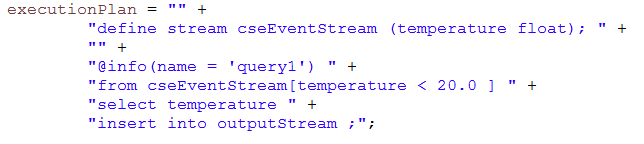 executionPlan = "" +
"define stream cseEventStream (temperature float); " +
"" +
"@info(name = 'query1') " +
"from cseEventStream[temperature < 20.0 ] " +
"select temperature " +
"insert into outputStream ;";